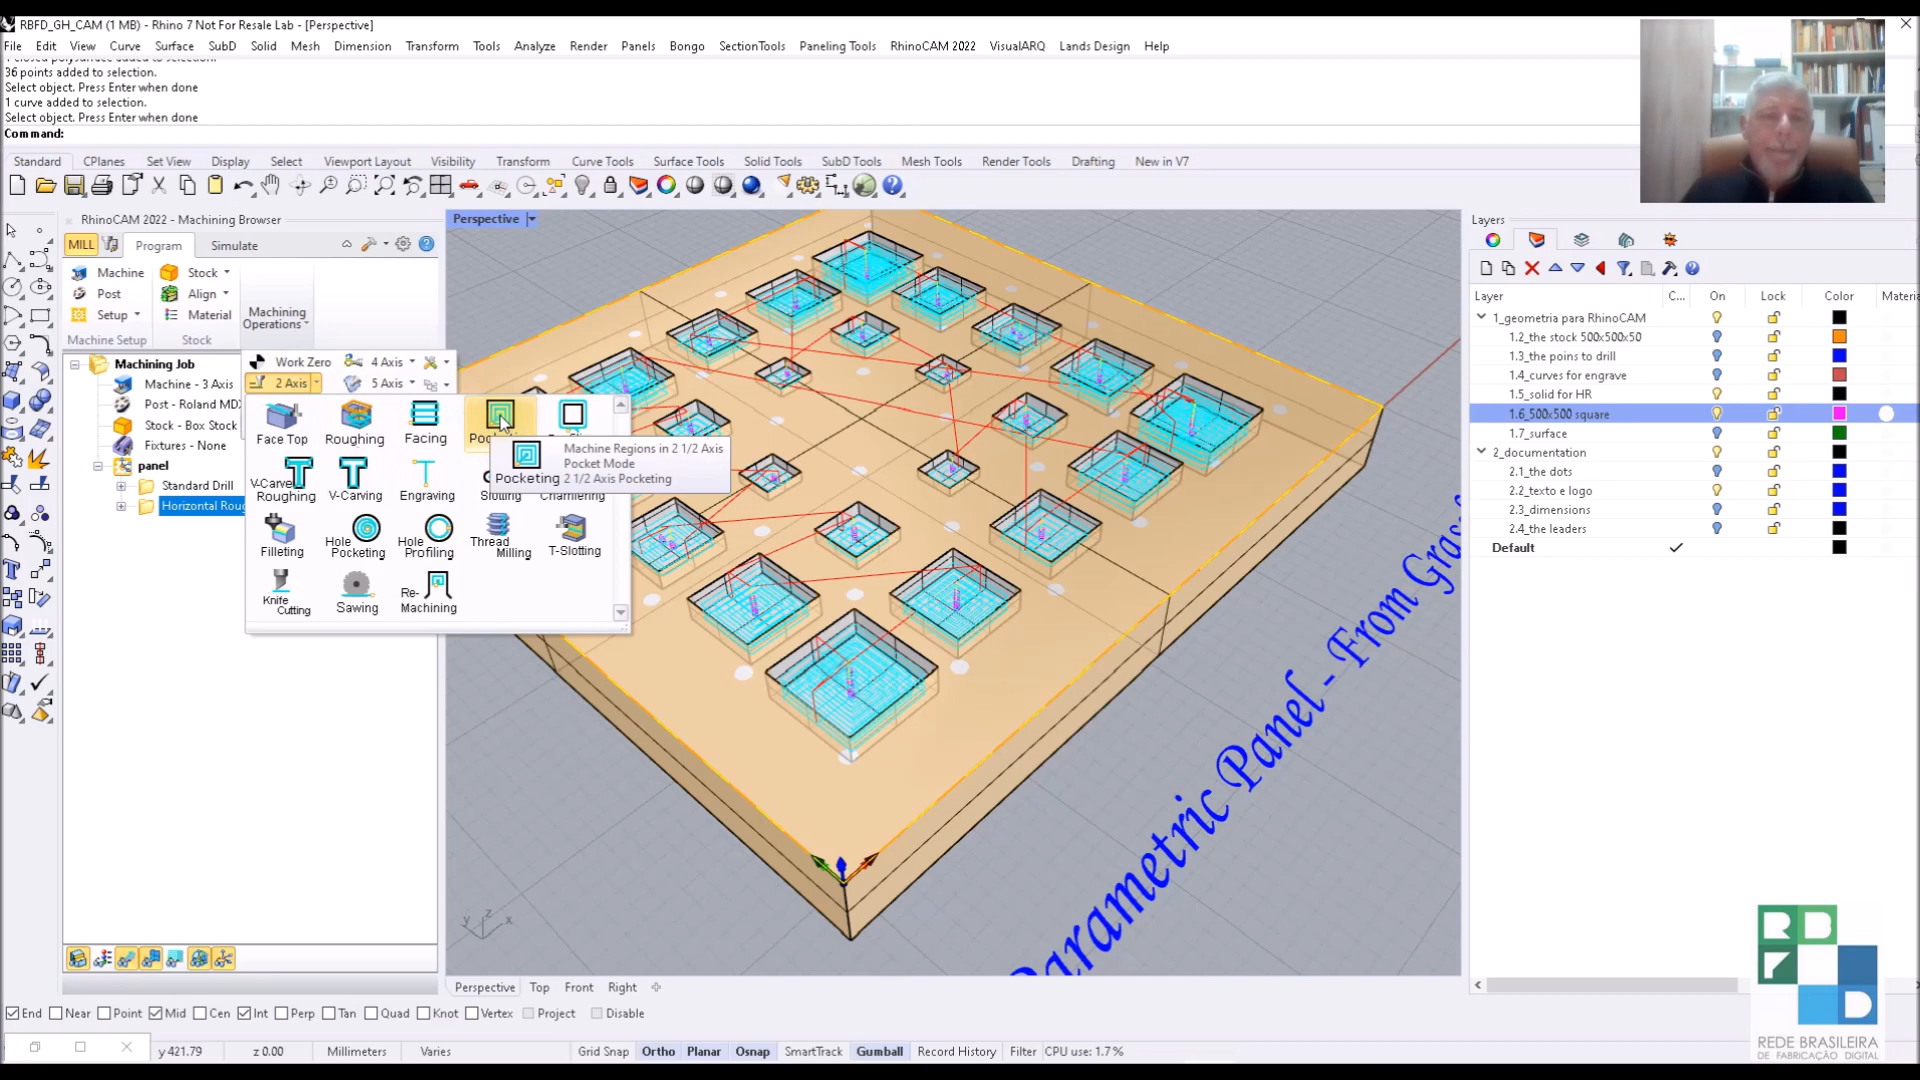 RBFD_GH_CAM (1 MB) - Rhino 7 Not For Resale Lab - [Perspective]
File Edit View Curve Surface SubD Solid Mesh Dimension Transform Tools Analyze Render Panels Bongo SectionTools Paneling Tools RhinoCAM 2022 VisualARQ Lands Design Help
1 closed polysurface added to selection.
36 points added to selection.
Select object. Press Enter when done
1 curve added to selection.
Select object. Press Enter when done
Command:
Standard CPlanes Set View Display Select Viewport Layout Visibility Transform Curve Tools Surface Tools Solid Tools SubD Tools Mesh Tools Render Tools Drafting New in V7
RhinoCAM 2022 - Machining Browser
MILL Program Simulate
Machine Stock
Post Align
Setup Material
Machine Setup Stock
Machining
Operations
Machining Job
Machine - 3 Axis
Post - Roland MDX
Stock - Box Stock
Fixtures - None
panel
Standard Drill
Horizontal Roug
Work Zero 4 Axis
2 Axis 5 Axis
Face Top Roughing Facing
V-Carve Roughing V-Carving Engraving Slotting Chamfering
Filleting Hole Pocketing Hole Profiling Thread Milling T-Slotting
Knife Cutting Sawing Re-Machining
Machine Regions in 2 1/2 Axis
Pocket Mode
Pocketing 2 1/2 Axis Pocketing
Perspective
Parametric Panel - From Gras
z
y x
Perspective Top Front Right
Layers
Layer C... On Lock Color Materia
1_geometria para RhinoCAM
1.2_the stock 500x500x50
1.3_the poins to drill
1.4_curves for engrave
1.5_solid for HR
1.6_500x500 square
1.7_surface
2_documentation
2.1_the dots
2.2_texto e logo
2.3_dimensions
2.4_the leaders
Default
End Near Point Mid Cen Int Perp Tan Quad Knot Vertex Project Disable
y 421.79 z 0.00 Millimeters Varies Grid Snap Ortho Planar Osnap SmartTrack Gumball Record History Filter CPU use: 1.7 %
RBFD
REDE BRASILEIRA
DE FABRICAÇÃO DIGITAL